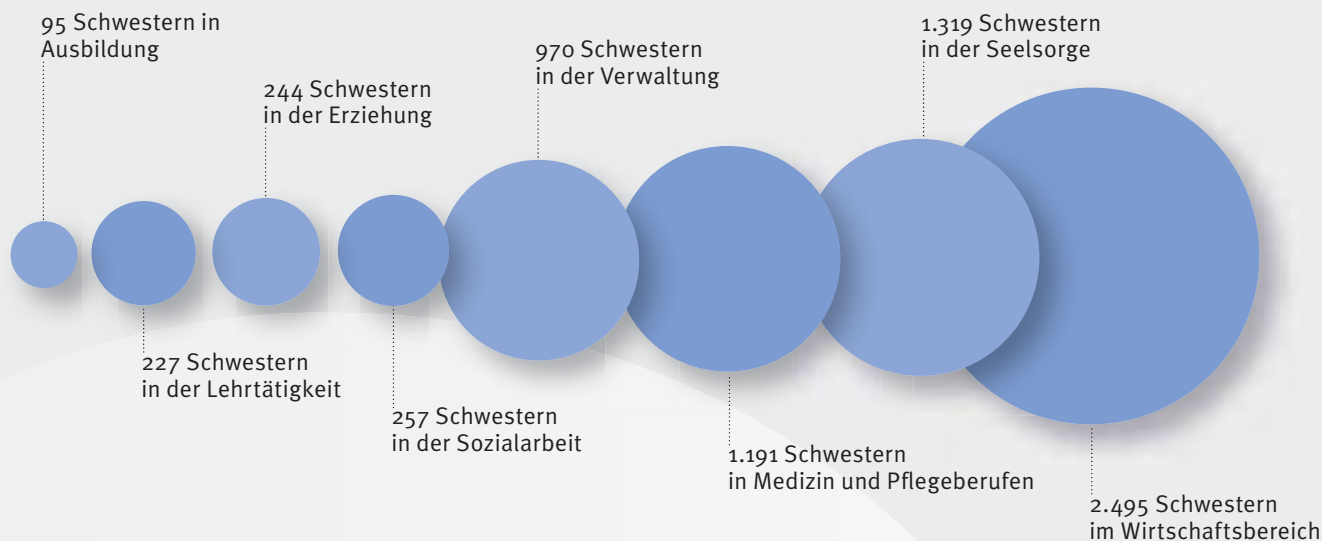 95 Schwestern in
Ausbildung
227 Schwestern
in der Lehrtätigkeit
244 Schwestern
in der Erziehung
257 Schwestern
in der Sozialarbeit
970 Schwestern
in der Verwaltung
1.191 Schwestern
in Medizin und Pflegeberufen
1.319 Schwestern
in der Seelsorge
2.495 Schwestern
im Wirtschaftsbereich